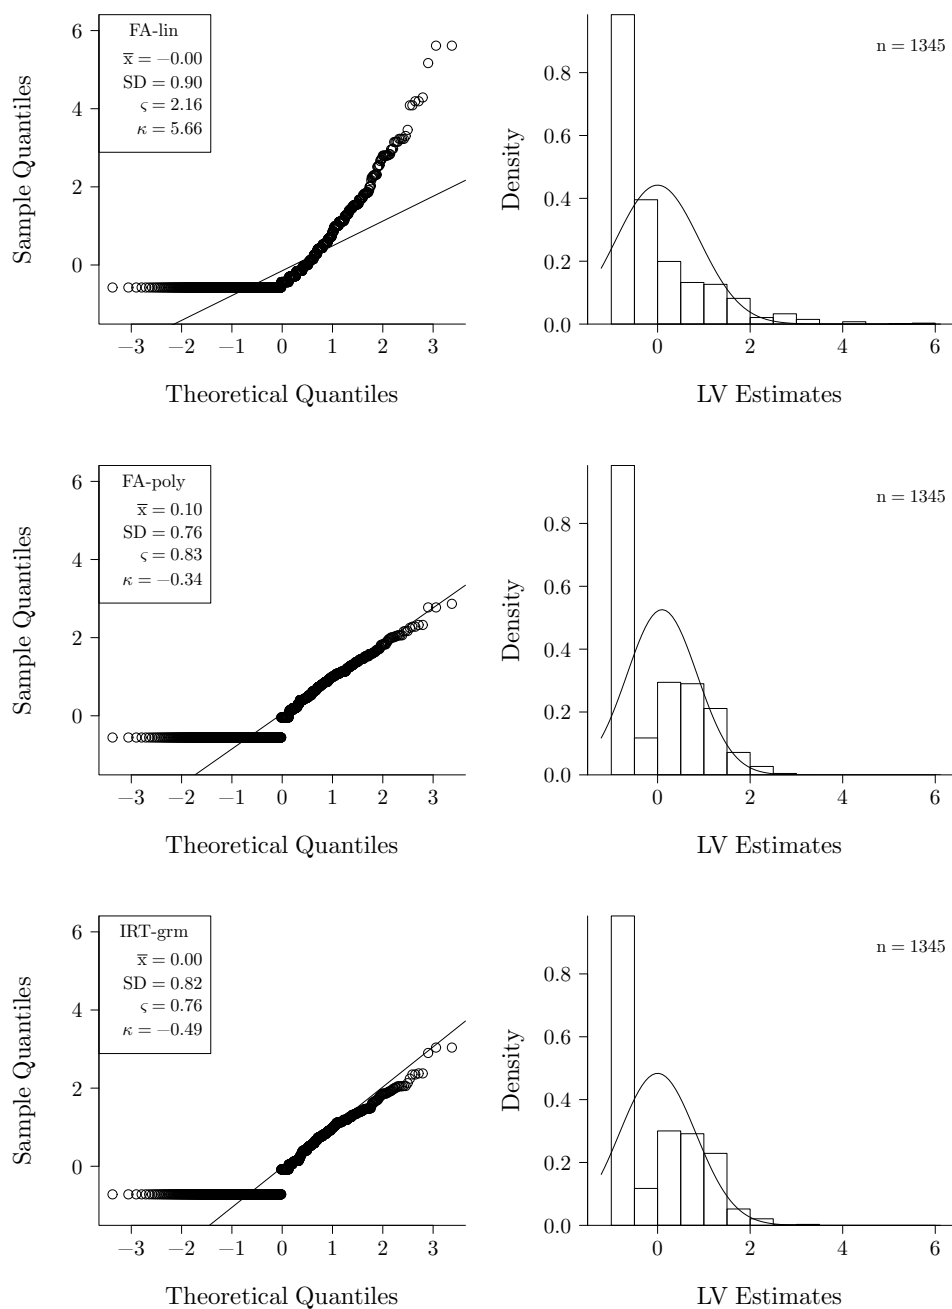 FA-lin
x̅ = −0.00
SD = 0.90
ς = 2.16
κ = 5.66
6
4
2
0
Sample Quantiles
−3 −2 −1 0 1 2 3
Theoretical Quantiles
n = 1345
0.8
0.6
0.4
0.2
0.0
Density
0 2 4 6
LV Estimates
FA-poly
x̅ = 0.10
SD = 0.76
ς = 0.83
κ = −0.34
6
4
2
0
Sample Quantiles
−3 −2 −1 0 1 2 3
Theoretical Quantiles
n = 1345
0.8
0.6
0.4
0.2
0.0
Density
0 2 4 6
LV Estimates
IRT-grm
x̅ = 0.00
SD = 0.82
ς = 0.76
κ = −0.49
6
4
2
0
Sample Quantiles
−3 −2 −1 0 1 2 3
Theoretical Quantiles
n = 1345
0.8
0.6
0.4
0.2
0.0
Density
0 2 4 6
LV Estimates